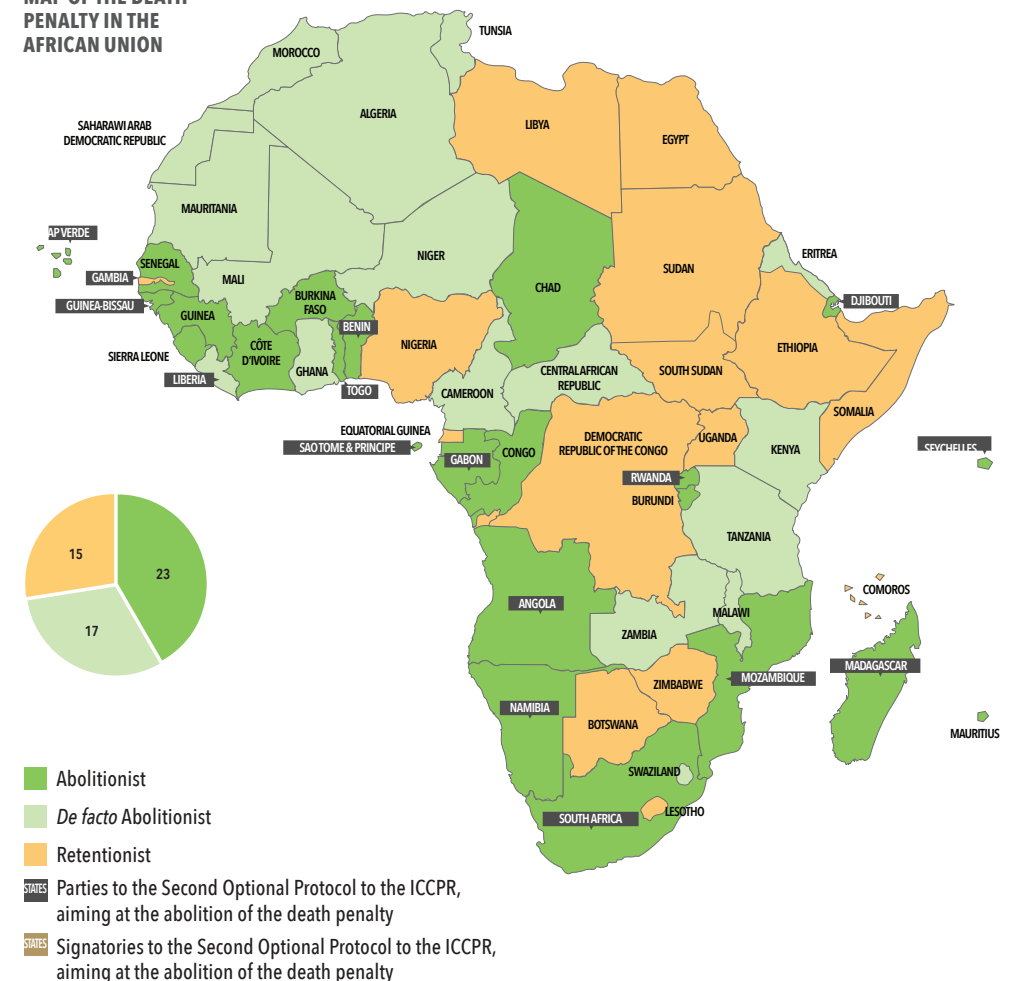 MAP OF THE DEATH
PENALTY IN THE
AFRICAN UNION
TUNSIA
MOROCCO
ALGERIA
LIBYA
EGYPT
SAHARAWI ARAB
DEMOCRATIC REPUBLIC
MAURITANIA
AP VERDE
SENEGAL
GAMBIA
GUINEA-BISSAU
GUINEA
MALI
NIGER
CHAD
SUDAN
ERITREA
DJIBOUTI
BURKINA
FASO
BENIN
NIGERIA
ETHIOPIA
SIERRA LEONE
CÔTE
D'IVOIRE
GHANA
LIBERIA
TOGO
CAMEROON
CENTRAL AFRICAN
REPUBLIC
SOUTH SUDAN
SOMALIA
EQUATORIAL GUINEA
SAO TOME & PRINCIPE
GABON
CONGO
DEMOCRATIC
REPUBLIC OF THE CONGO
UGANDA
KENYA
SEYCHELLES
RWANDA
BURUNDI
TANZANIA
15
23
17
COMOROS
ANGOLA
MALAWI
ZAMBIA
MADAGASCAR
MOZAMBIQUE
ZIMBABWE
NAMIBIA
BOTSWANA
MAURITIUS
SWAZILAND
LESOTHO
SOUTH AFRICA
Abolitionist
De facto Abolitionist
Retentionist
STATES Parties to the Second Optional Protocol to the ICCPR,
aiming at the abolition of the death penalty
STATES Signatories to the Second Optional Protocol to the ICCPR,
aiming at the abolition of the death penalty